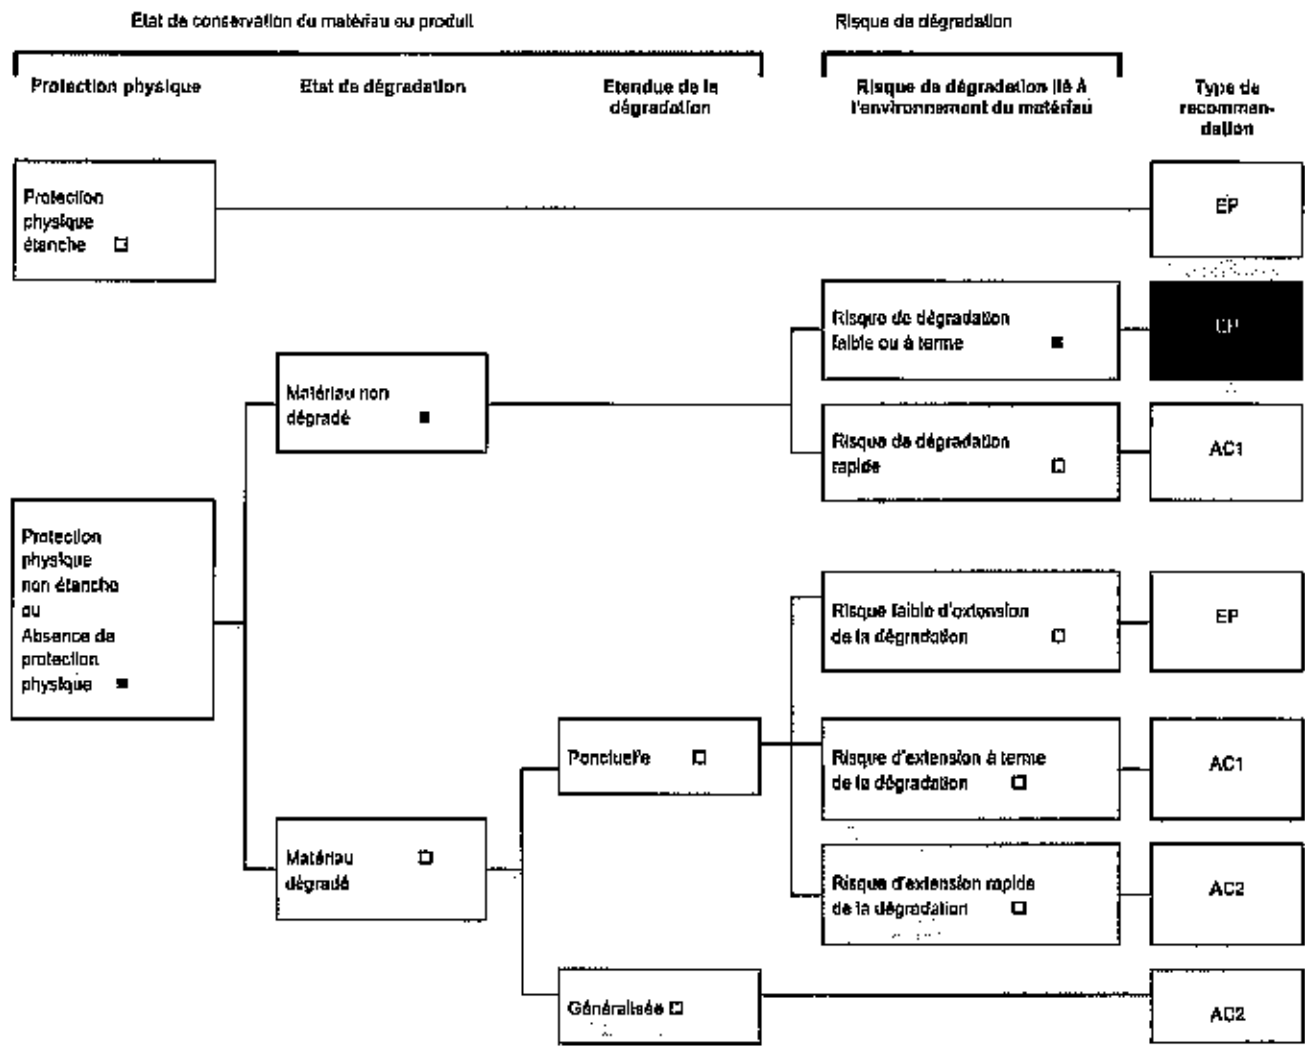 Etat de conservation du matériau ou produit
Risque de dégradation
Protection physique
Etat de dégradation
Etendue de la
dégradation
Risque de dégradation lié à
l'environnement du matériau
Type de
recommen-
dation
Protection
physique
étanche
EP
Risque de dégradation
faible ou à terme
EP
Matériau non
dégradé
Risque de dégradation
rapide
AC1
Protection
physique
non étanche
ou
Absence de
protection
physique
Risque faible d'extension
de la dégradation
EP
Ponctuelle
Risque d'extension à terme
de la dégradation
AC1
Matériau
dégradé
Risque d'extension rapide
de la dégradation
AC2
Généralisée
AC2